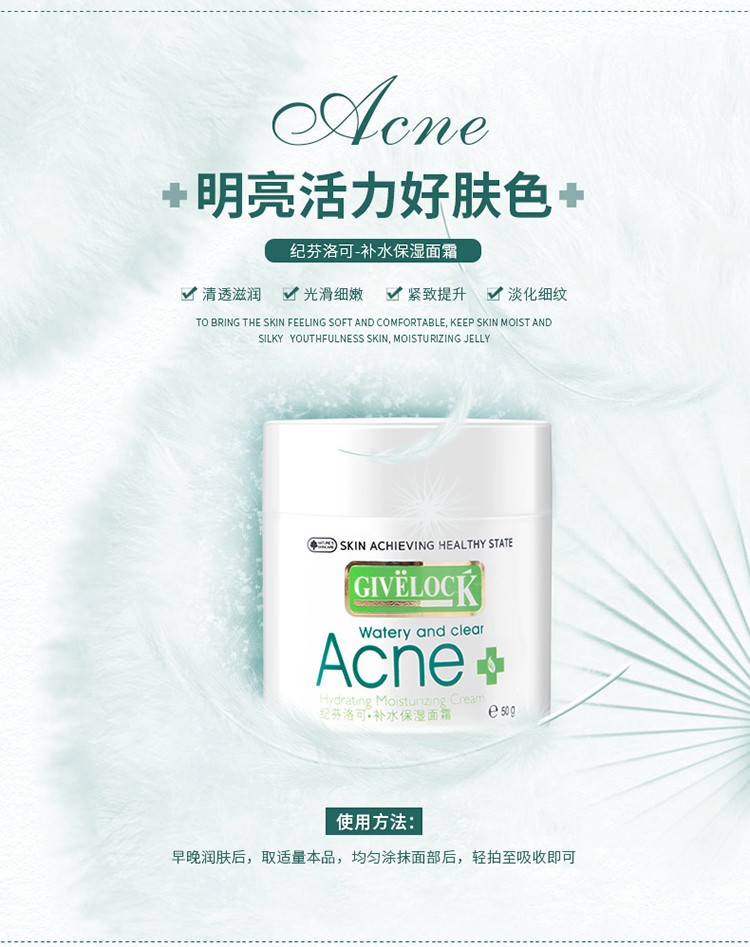 Acne
明亮活力好肤色
纪芬洛可-补水保湿面霜
清透滋润 光滑细嫩 紧致提升 淡化细纹
TO BRING THE SKIN FEELING SOFT AND COMFORTABLE, KEEP SKIN MOIST AND
SILKY YOUTHFULNESS SKIN, MOISTURIZING JELLY
NATURE'S
SKINCARE
SKIN ACHIEVING HEALTHY STATE
GIVËLOCḰ
Watery and clear
Acne
Hydrating Moisturizing Cream
纪芬洛可•补水保湿面霜
e 50 g
使用方法：
早晚润肤后，取适量本品，均匀涂抹面部后，轻拍至吸收即可